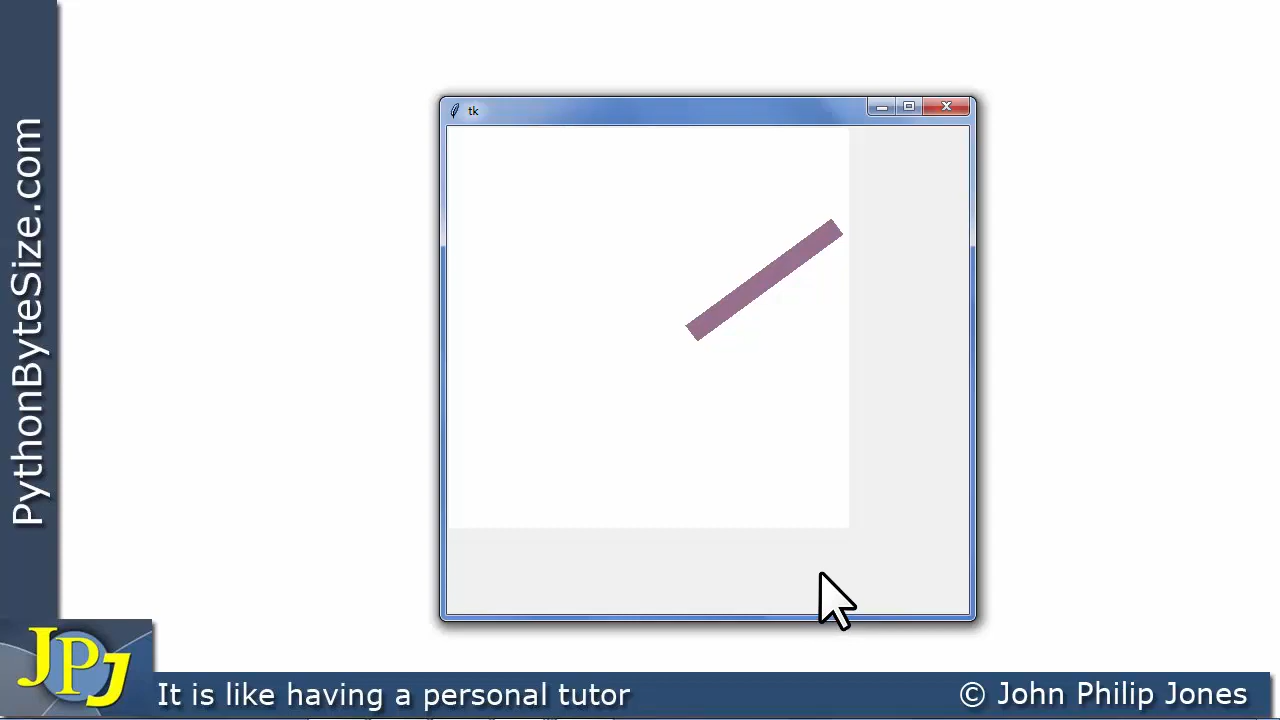 tk
PythonByteSize.com
JPJ
It is like having a personal tutor
© John Philip Jones